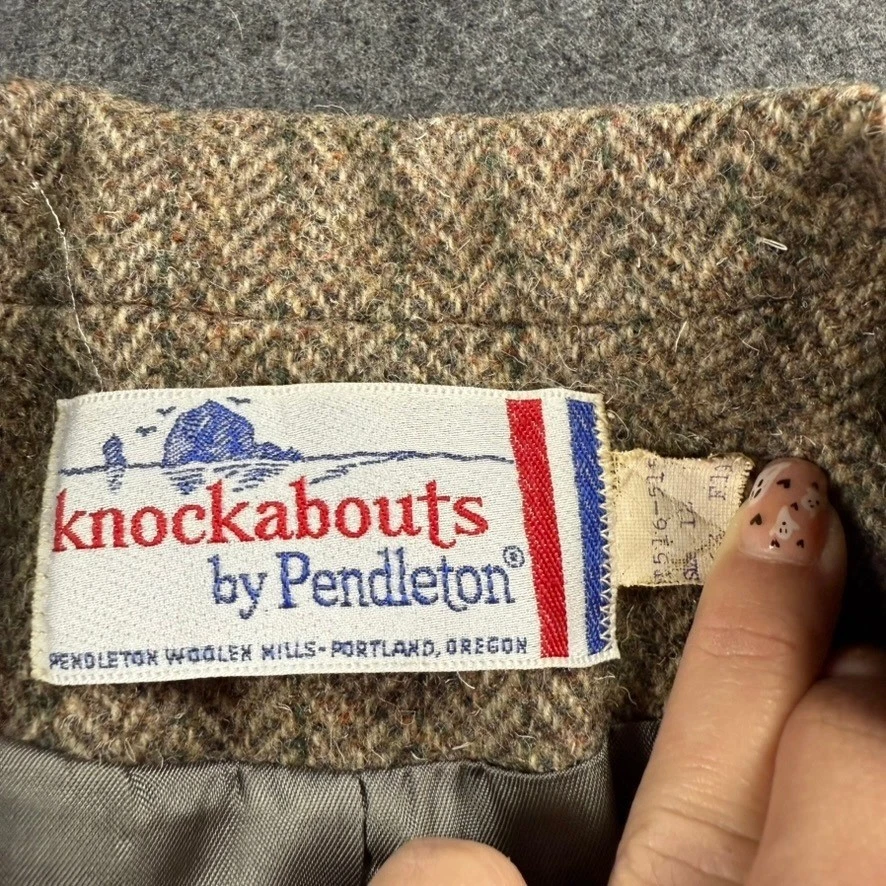 knockabouts
by Pendleton®
PENDLETON WOOLEN MILLS-PORTLAND, OREGON